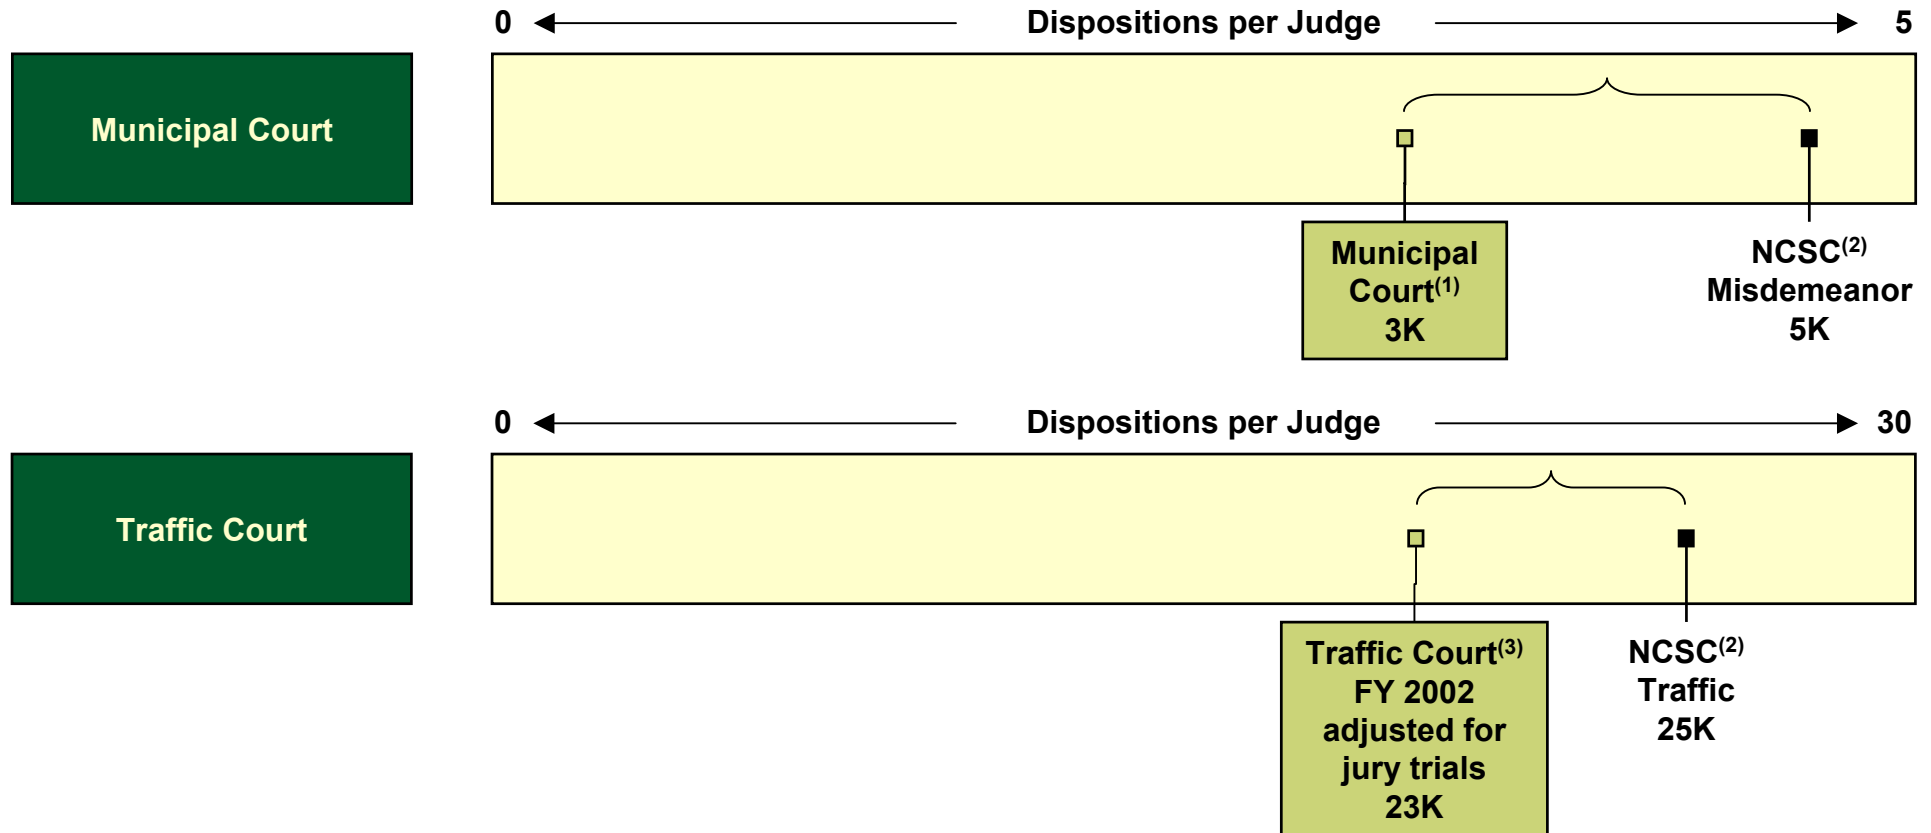 0 Dispositions per Judge 5
Municipal Court
Municipal
Court(1)
3K
NCSC(2)
Misdemeanor
5K
0 Dispositions per Judge 30
Traffic Court
Traffic Court(3)
FY 2002
adjusted for
jury trials
23K
NCSC(2)
Traffic
25K